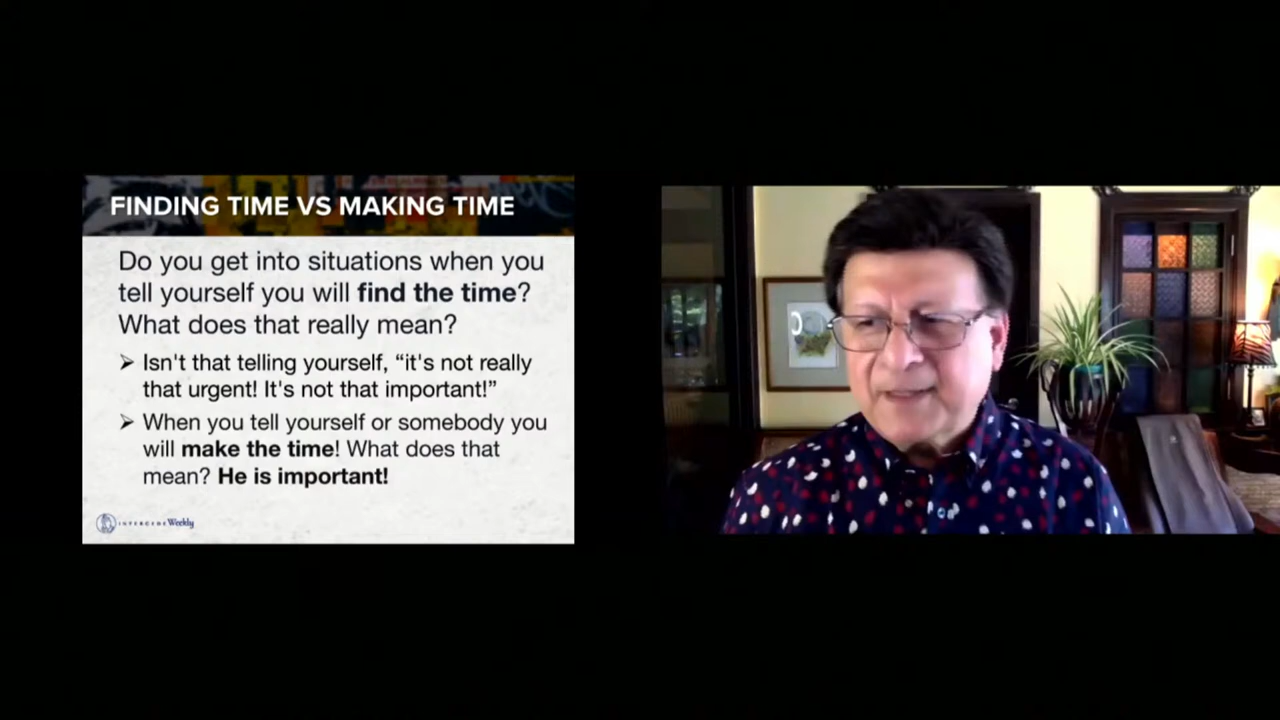 FINDING TIME VS MAKING TIME
Do you get into situations when you
tell yourself you will find the time?
What does that really mean?
➢ Isn't that telling yourself, “it's not really
that urgent! It's not that important!”
➢ When you tell yourself or somebody you
will make the time! What does that
mean? He is important!
INTERCEDE Weekly